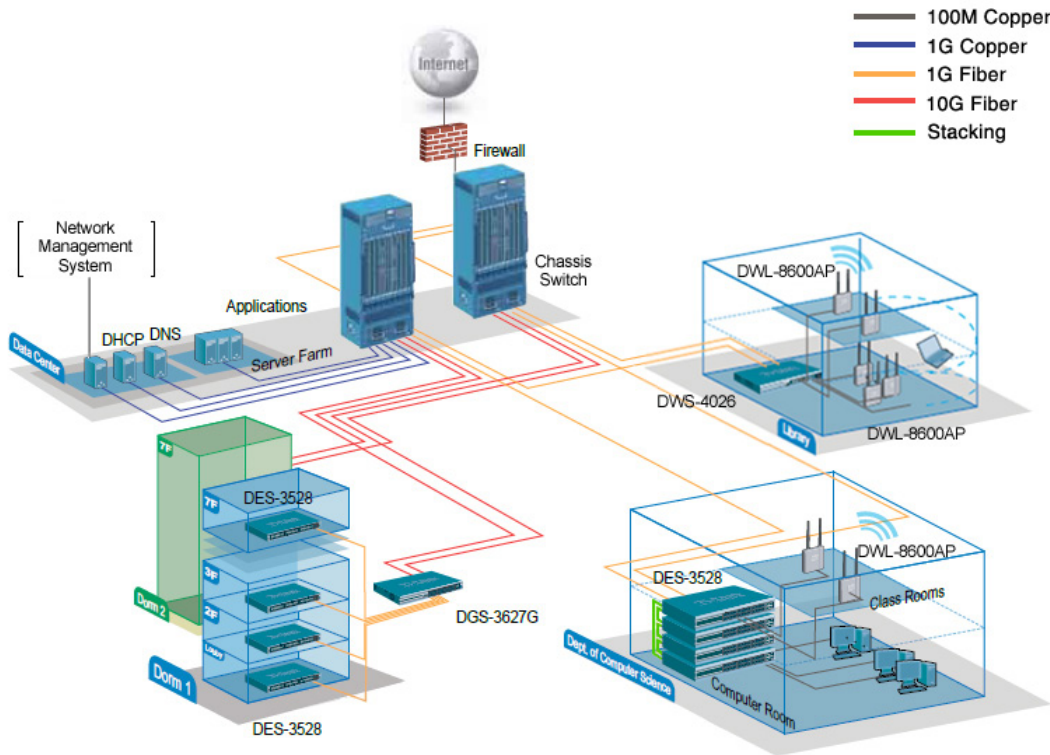 100M Copper
1G Copper
1G Fiber
10G Fiber
Stacking
Internet
Firewall
Network
Management
System
Chassis
Switch
DWL-8600AP
Applications
DHCP
DNS
Server Farm
Data Center
DWS-4026
DWL-8600AP
Library
7F
DES-3528
7F
3F
2F
Lobby
Dorm 2
Dorm 1
DES-3528
DGS-3627G
DWL-8600AP
DES-3528
Class Rooms
Computer Room
Dept. of Computer Science